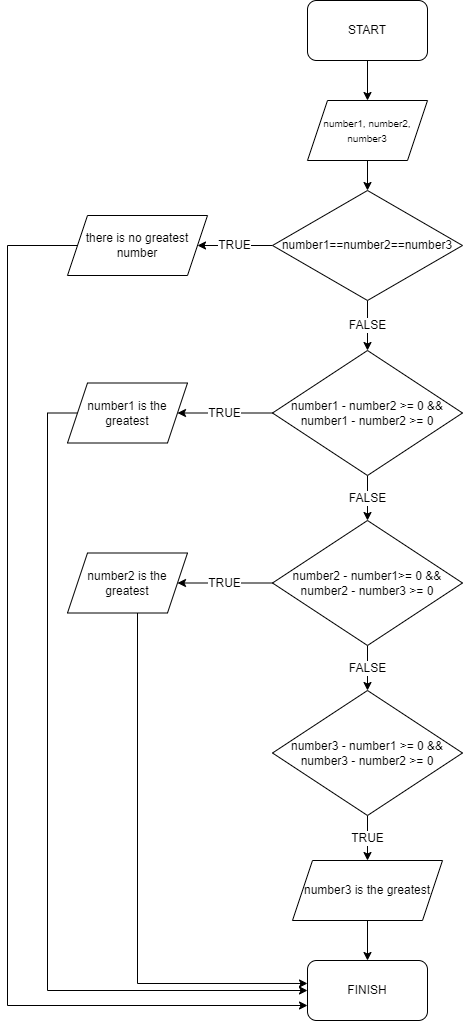 START
number1, number2,
number3
there is no greatest
number
TRUE
number1==number2==number3
FALSE
number1 is the
greatest
TRUE
number1 - number2 >= 0 &&
number1 - number2 >= 0
FALSE
number2 is the
greatest
TRUE
number2 - number1>= 0 &&
number2 - number3 >= 0
FALSE
number3 - number1 >= 0 &&
number3 - number2 >= 0
TRUE
number3 is the greatest
FINISH